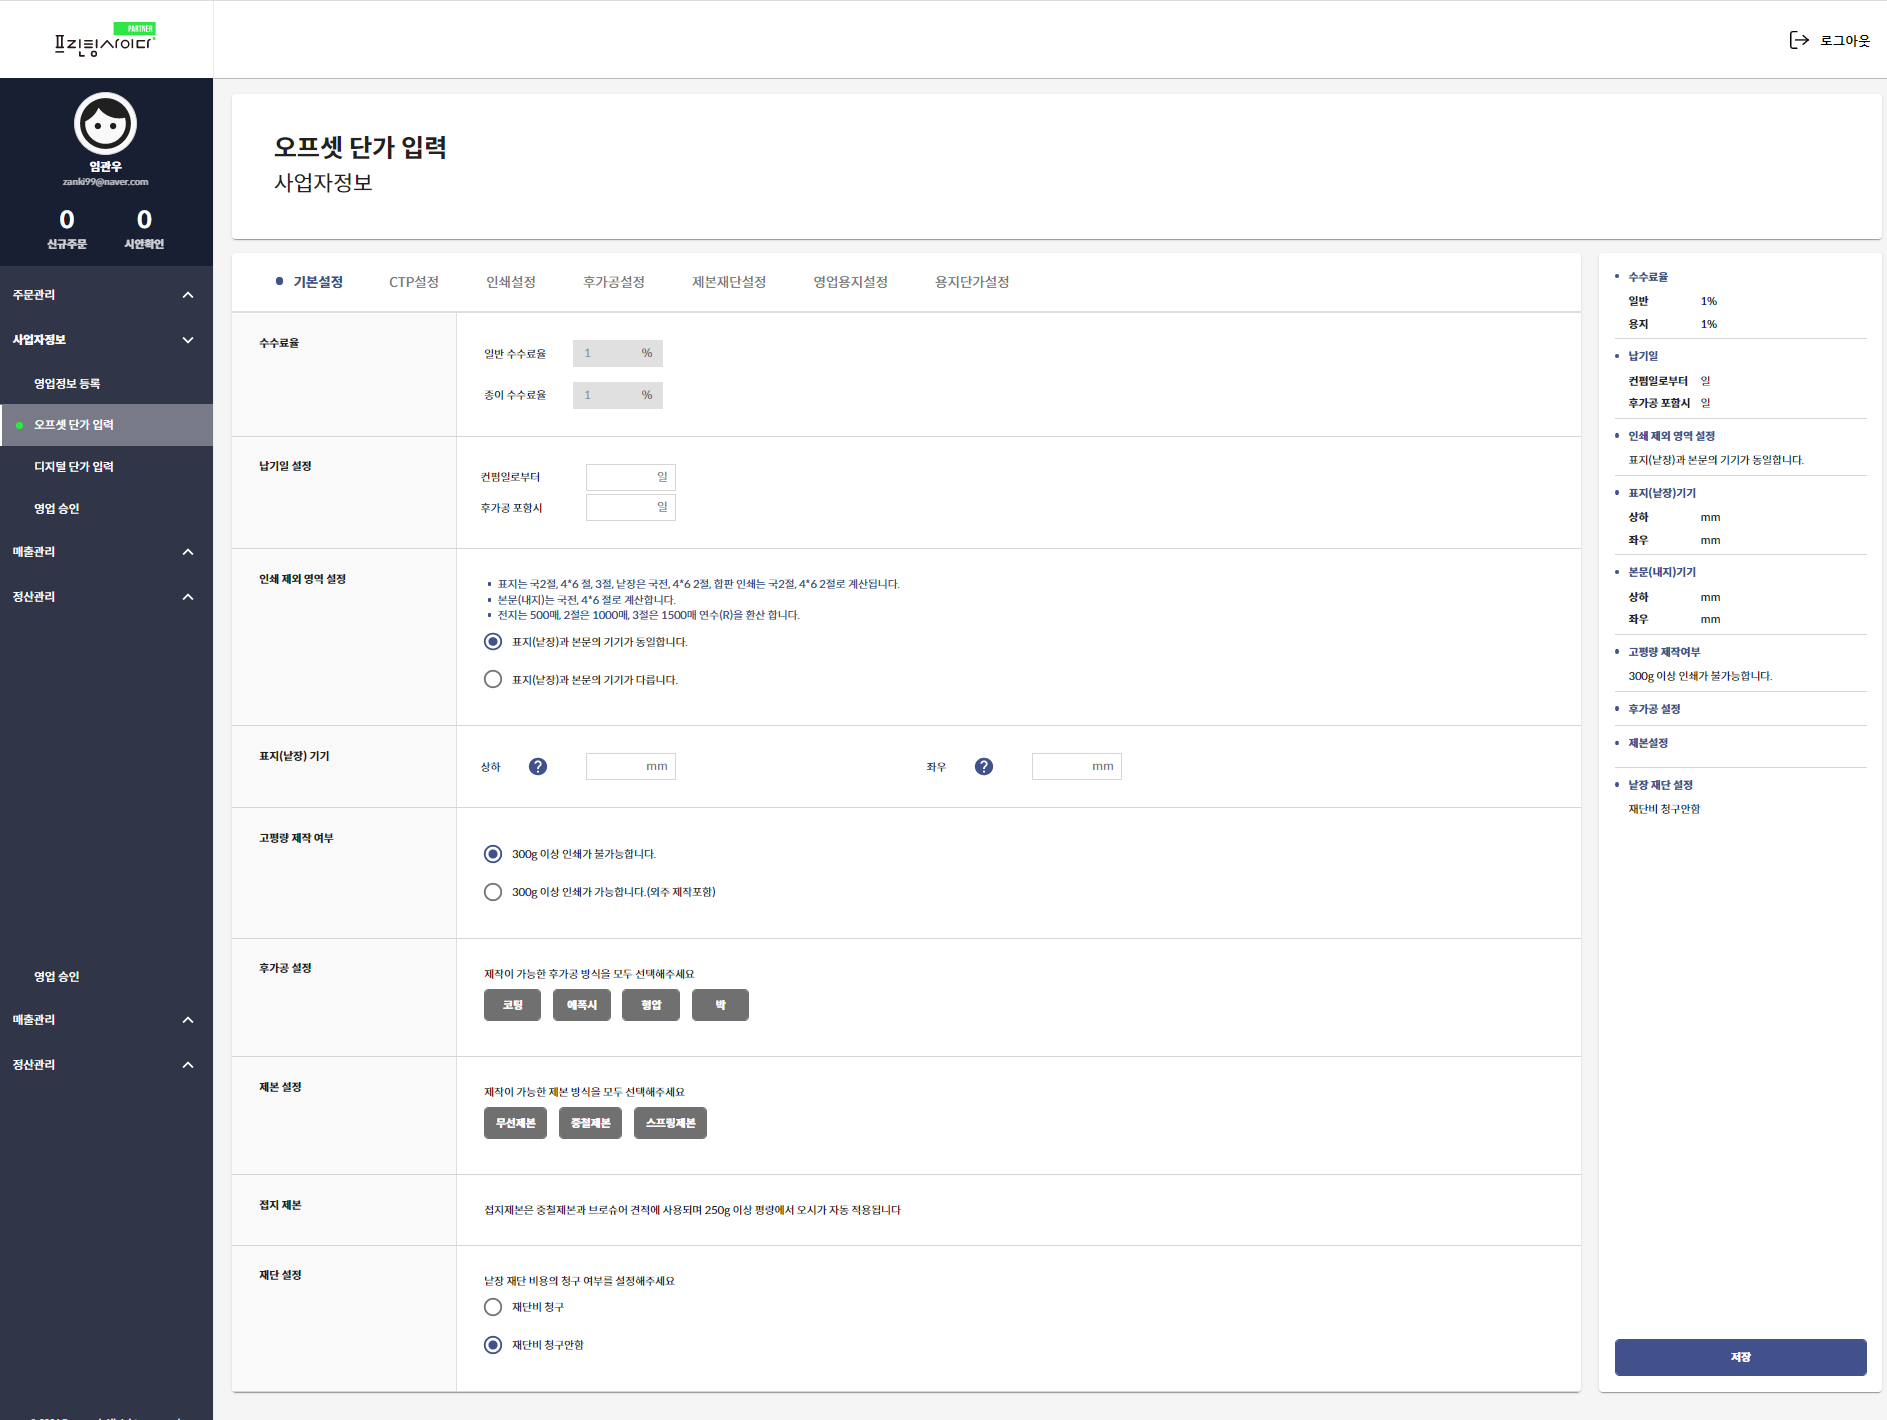 PARTNER
프린팅사이다
로그아웃
임관우
zanki99@naver.com
0 0
신규주문 시안확인
주문관리
사업자정보
영업정보 등록
오프셋 단가 입력
디지털 단가 입력
영업 승인
매출관리
정산관리
영업 승인
매출관리
정산관리
오프셋 단가 입력
사업자정보
기본설정 CTP설정 인쇄설정 후가공설정 제본재단설정 영업용지설정 용지단가설정
수수료율
일반 수수료율 1 %
종이 수수료율 1 %
납기일 설정
컨펌일로부터 일
후가공 포함시 일
인쇄 제외 영역 설정
표지는 국2절, 4*6 절, 3절, 낱장은 국전, 4*6 2절, 합판 인쇄는 국2절, 4*6 2절로 계산됩니다.
본문(내지)는 국전, 4*6 절로 계산합니다.
전지는 500매, 2절은 1000매, 3절은 1500매 연수(R)을 환산 합니다.
표지(낱장)과 본문의 기기가 동일합니다.
표지(낱장)과 본문의 기기가 다릅니다.
표지(낱장) 기기
상하 ? mm 좌우 ? mm
고평량 제작 여부
300g 이상 인쇄가 불가능합니다.
300g 이상 인쇄가 가능합니다.(외주 제작포함)
후가공 설정
제작이 가능한 후가공 방식을 모두 선택해주세요
코팅 에폭시 형압 박
제본 설정
제작이 가능한 제본 방식을 모두 선택해주세요
무선제본 중철제본 스프링제본
접지 제본
접지제본은 중철제본과 브로슈어 견적에 사용되며 250g 이상 평량에서 오시가 자동 적용됩니다
재단 설정
낱장 재단 비용의 청구 여부를 설정해주세요
재단비 청구
재단비 청구안함
수수료율
일반 1%
용지 1%
납기일
컨펌일로부터 일
후가공 포함시 일
인쇄 제외 영역 설정
표지(낱장)과 본문의 기기가 동일합니다.
표지(낱장)기기
상하 mm
좌우 mm
본문(내지)기기
상하 mm
좌우 mm
고평량 제작여부
300g 이상 인쇄가 불가능합니다.
후가공 설정
제본설정
낱장 재단 설정
재단비 청구안함
저장